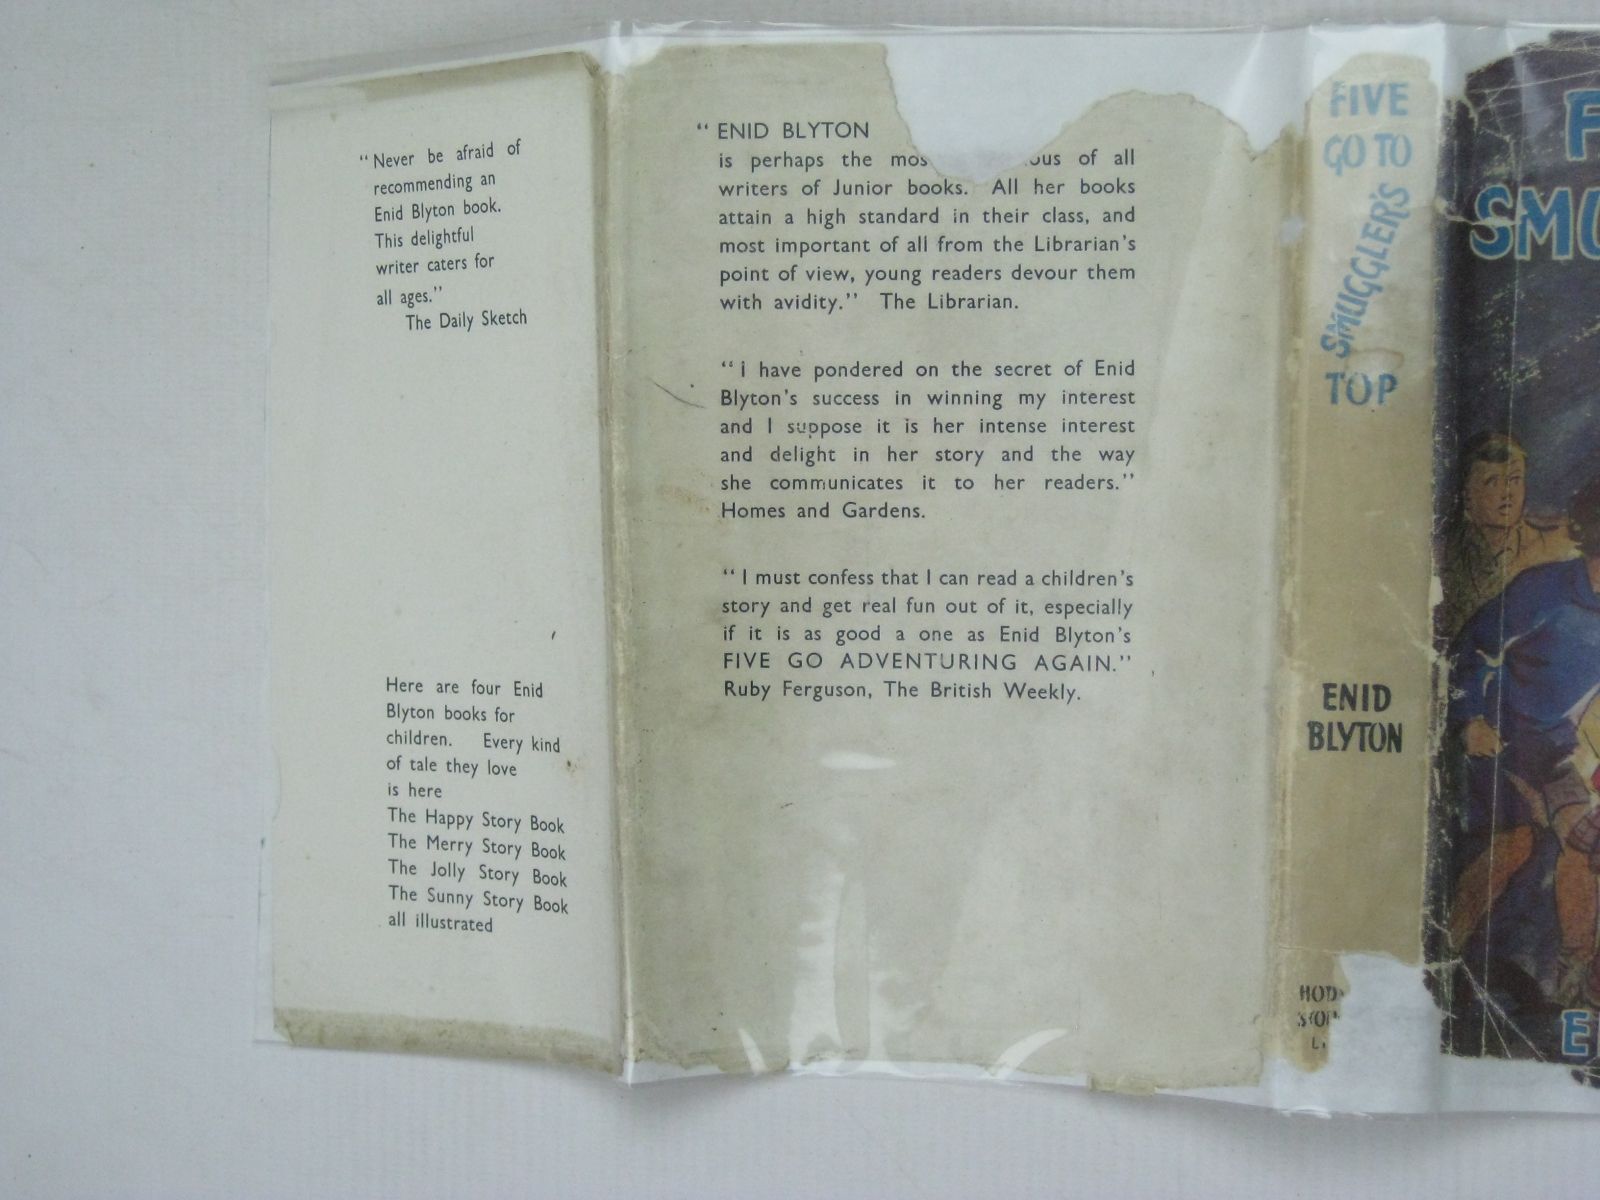 “Never be afraid of
recommending an
Enid Blyton book.
This delightful
writer caters for
all ages.”
The Daily Sketch
Here are four Enid
Blyton books for
children. Every kind
of tale they love
is here
The Happy Story Book
The Merry Story Book
The Jolly Story Book
The Sunny Story Book
all illustrated
“ENID BLYTON
is perhaps the of all
writers of Junior books. All her books
attain a high standard in their class, and
most important of all from the Librarian’s
point of view, young readers devour them
with avidity.” The Librarian.
“I have pondered on the secret of Enid
Blyton’s success in winning my interest
and I suppose it is her intense interest
and delight in her story and the way
she communicates it to her readers.”
Homes and Gardens.
“I must confess that I can read a children’s
story and get real fun out of it, especially
if it is as good a one as Enid Blyton’s
FIVE GO ADVENTURING AGAIN.”
Ruby Ferguson, The British Weekly.
FIVE
GO TO
SMUGGLER'S
TOP
ENID
BLYTON